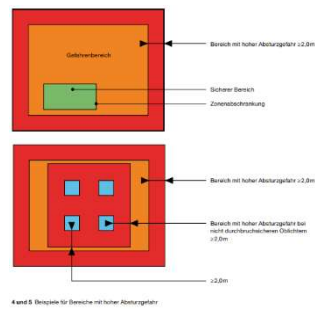 Gefahrenbereich
Bereich mit hoher Absturzgefahr ≥2,0m
Sicherer Bereich
Zonenabschrankung
Bereich mit hoher Absturzgefahr ≥2,0m
Bereich mit hoher Absturzgefahr bei
nicht durchbruchsicheren Oblichtern
≥2,0m
≥2,0m
4 und 5 Beispiele für Bereiche mit hoher Absturzgefahr